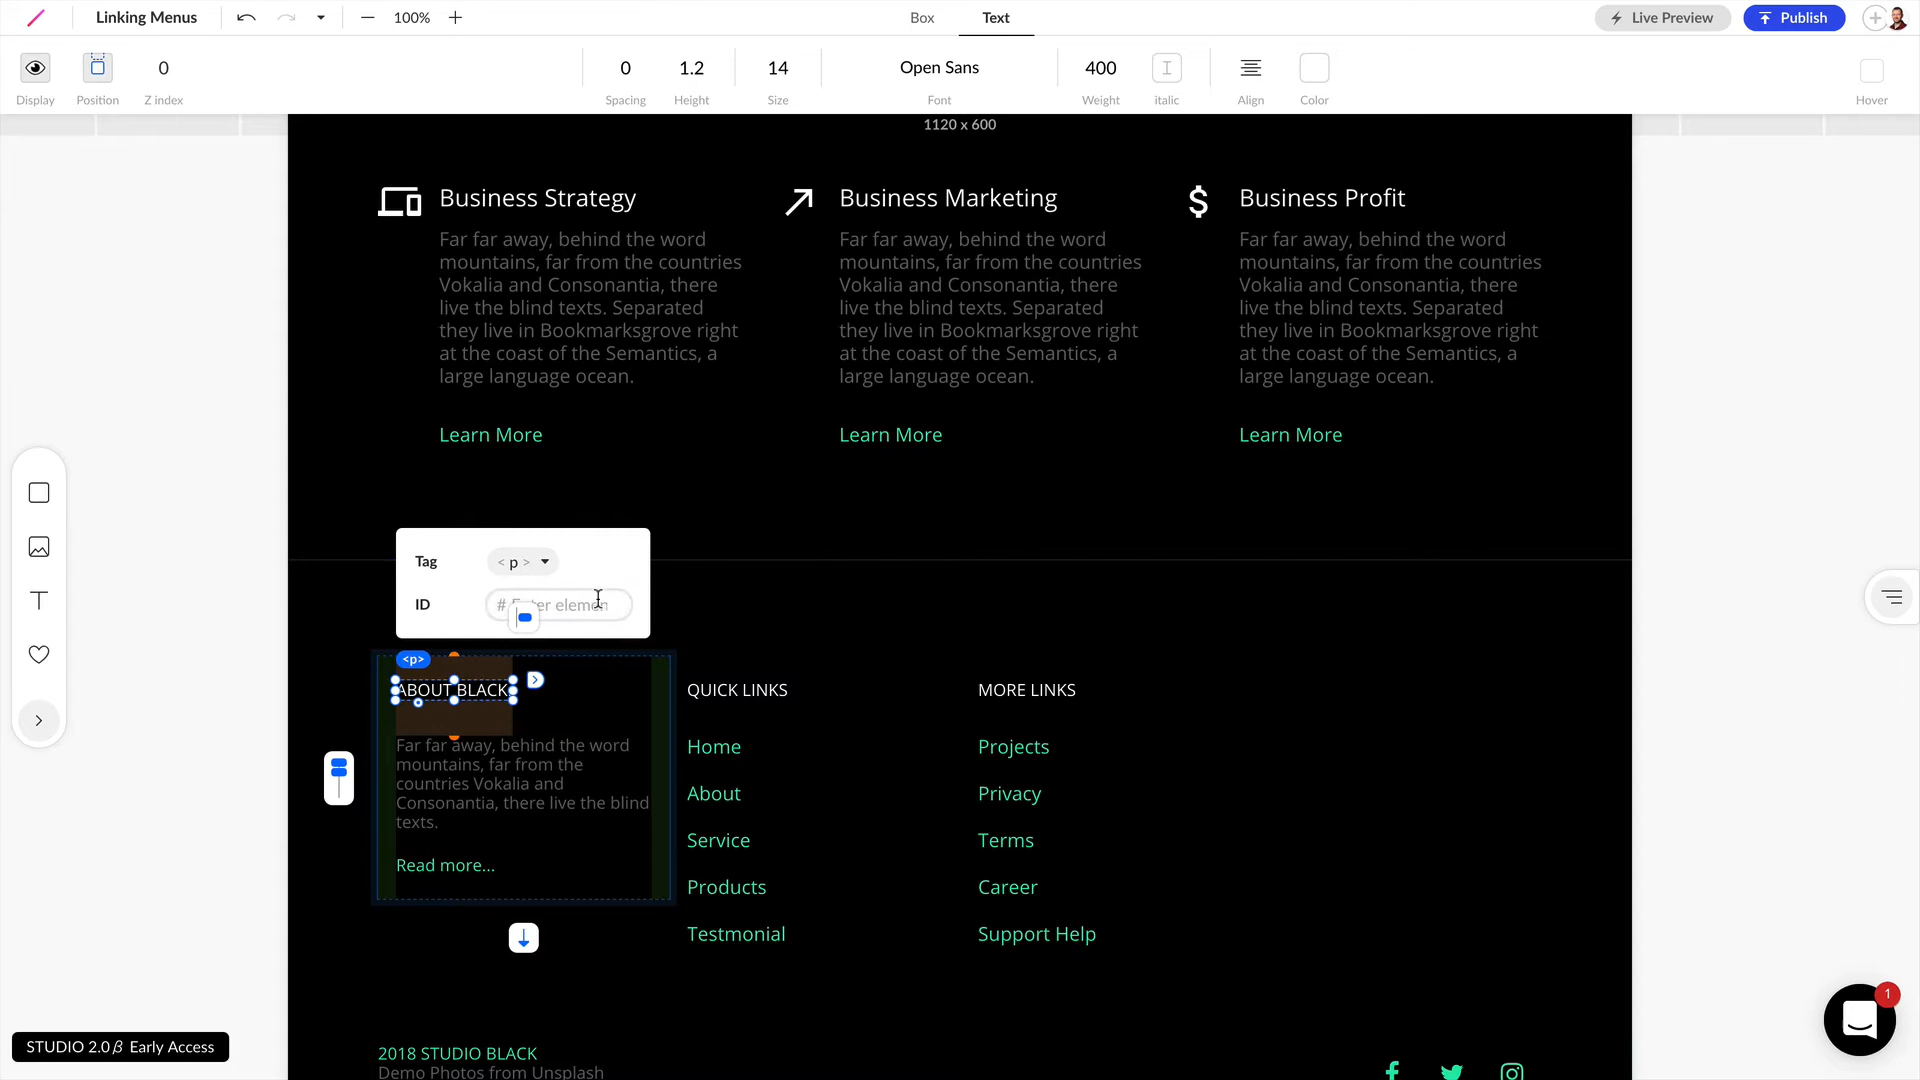 Linking Menus
100%
Box
Text
Live Preview
Publish
0
0
1.2
14
Open Sans
400
Display
Position
Z index
Spacing
Height
Size
Font
Weight
italic
Align
Color
Hover
1120 x 600
Business Strategy
Far far away, behind the word
mountains, far from the countries
Vokalia and Consonantia, there
live the blind texts. Separated
they live in Bookmarksgrove right
at the coast of the Semantics, a
large language ocean.
Learn More
Business Marketing
Far far away, behind the word
mountains, far from the countries
Vokalia and Consonantia, there
live the blind texts. Separated
they live in Bookmarksgrove right
at the coast of the Semantics, a
large language ocean.
Learn More
Business Profit
Far far away, behind the word
mountains, far from the countries
Vokalia and Consonantia, there
live the blind texts. Separated
they live in Bookmarksgrove right
at the coast of the Semantics, a
large language ocean.
Learn More
Tag
< p >
ID
# Enter elemen
<p>
ABOUT BLACK
Far far away, behind the word
mountains, far from the
countries Vokalia and
Consonantia, there live the blind
texts.
Read more...
QUICK LINKS
Home
About
Service
Products
Testmonial
MORE LINKS
Projects
Privacy
Terms
Career
Support Help
2018 STUDIO BLACK
Demo Photos from Unsplash
STUDIO 2.0β Early Access
1